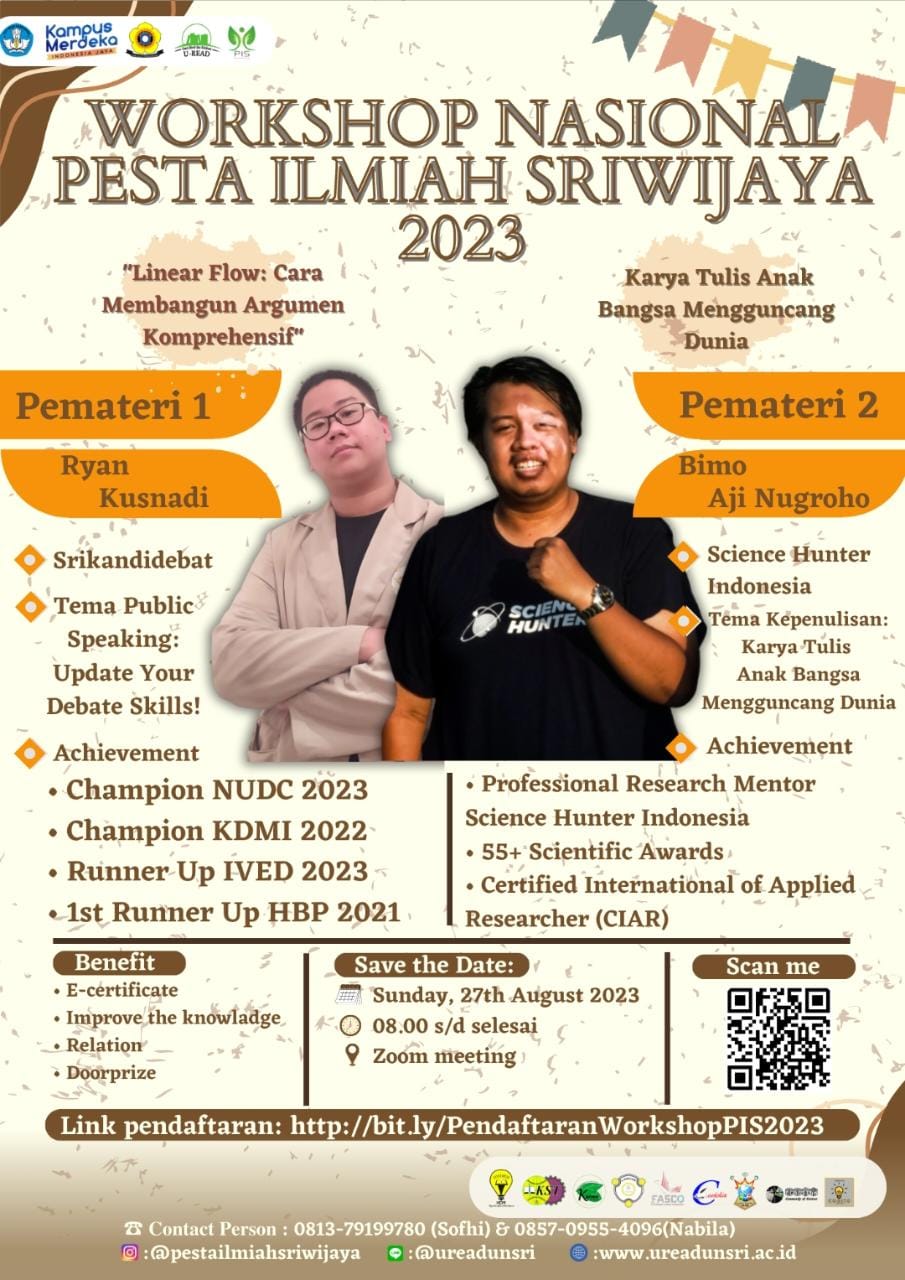 Kampus
Merdeka
INDONESIA JAYA
U-READ
PIS
WORKSHOP NASIONAL
PESTA ILMIAH SRIWIJAYA
2023
"Linear Flow: Cara
Membangun Argumen
Komprehensif"
Karya Tulis Anak
Bangsa Mengguncang
Dunia
Pemateri 1
Ryan
Kusnadi
Pemateri 2
Bimo
Aji Nugroho
Srikandidebat
Tema Public
Speaking:
Update Your
Debate Skills!
Achievement
• Champion NUDC 2023
• Champion KDMI 2022
• Runner Up IVED 2023
• 1st Runner Up HBP 2021
SCIENCE
HUNTER
Science Hunter
Indonesia
Tema Kepenulisan:
Karya Tulis
Anak Bangsa
Mengguncang Dunia
Achievement
• Professional Research Mentor
Science Hunter Indonesia
• 55+ Scientific Awards
• Certified International of Applied
Researcher (CIAR)
Benefit
• E-certificate
• Improve the knowladge
• Relation
• Doorprize
Save the Date:
Sunday, 27th August 2023
08.00 s/d selesai
Zoom meeting
Scan me
Link pendaftaran: http://bit.ly/PendaftaranWorkshopPIS2023
KST
FASCO
☎ Contact Person : 0813-79199780 (Sofhi) & 0857-0955-4096(Nabila)
:@pestailmiahsriwijaya
:@ureadunsri
:www.ureadunsri.ac.id